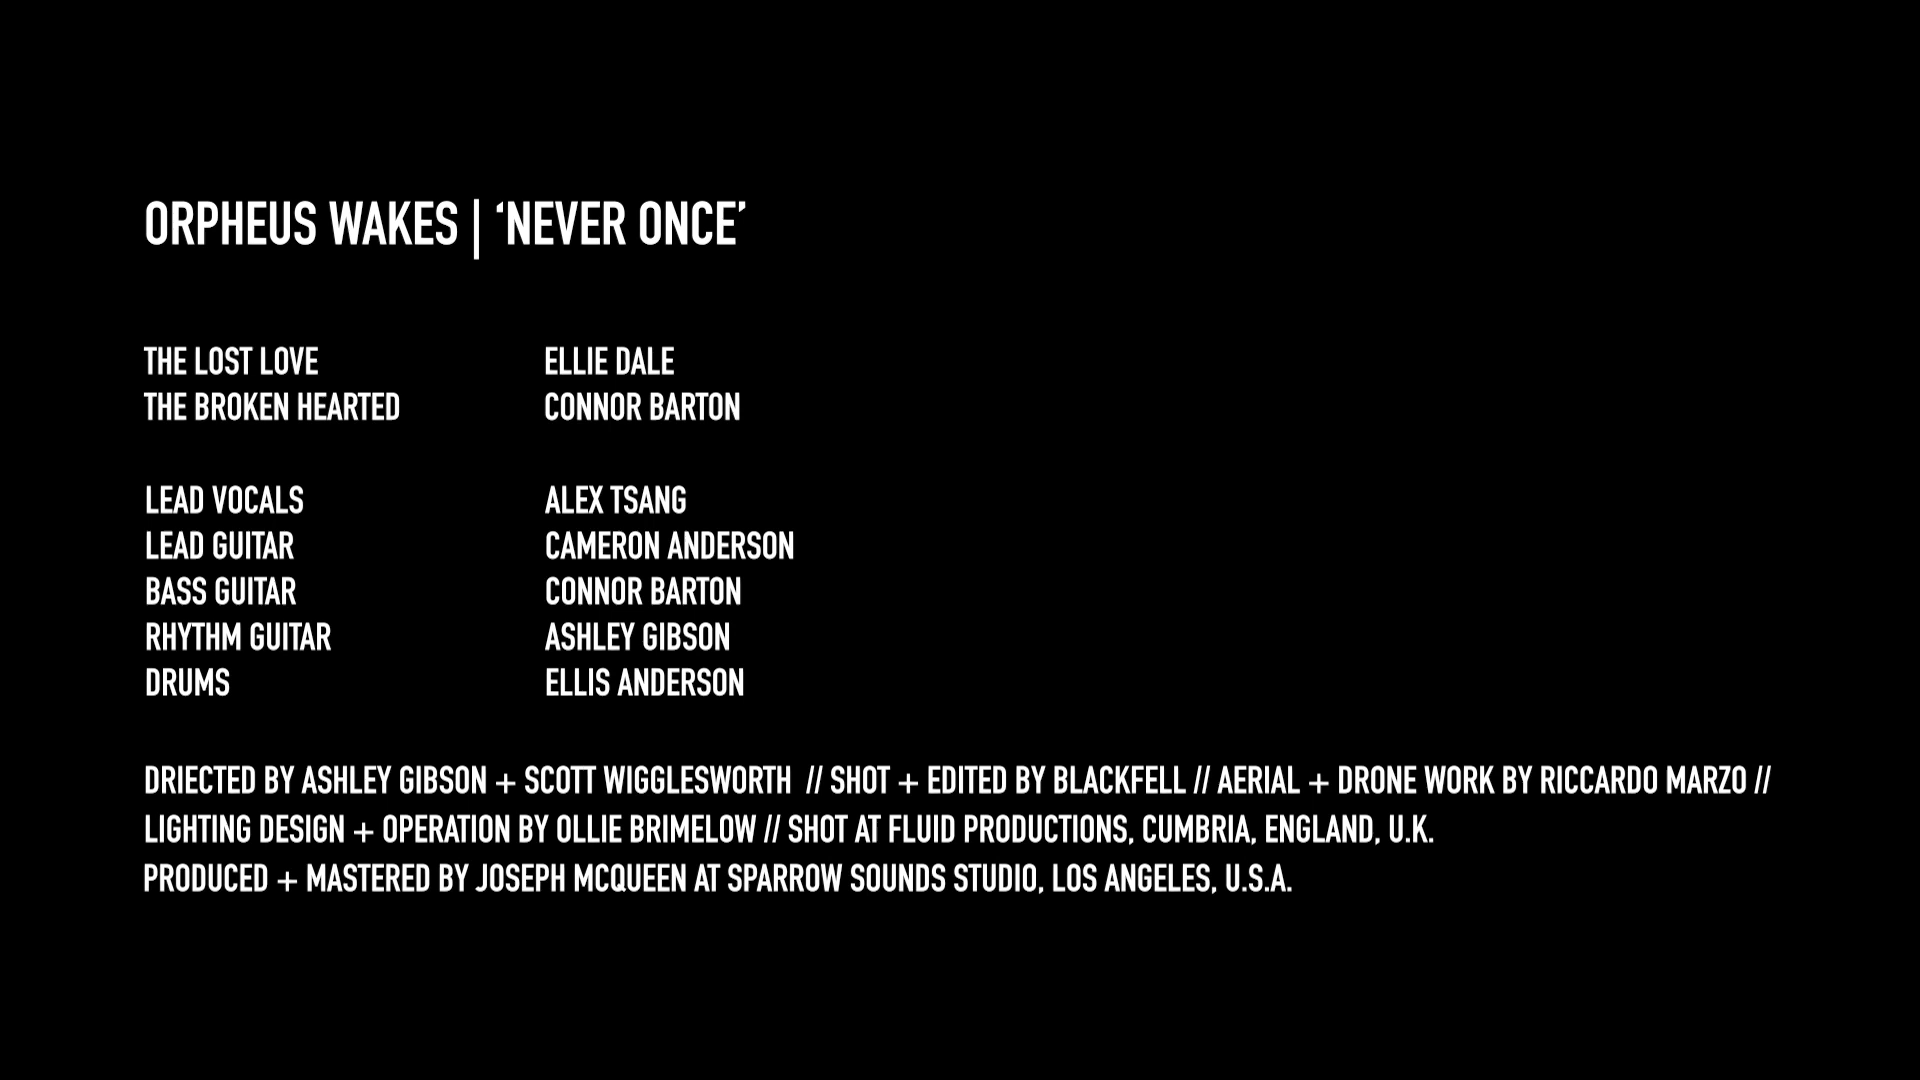 ORPHEUS WAKES | ‘NEVER ONCE’
THE LOST LOVE ELLIE DALE
THE BROKEN HEARTED CONNOR BARTON
LEAD VOCALS ALEX TSANG
LEAD GUITAR CAMERON ANDERSON
BASS GUITAR CONNOR BARTON
RHYTHM GUITAR ASHLEY GIBSON
DRUMS ELLIS ANDERSON
DRIECTED BY ASHLEY GIBSON + SCOTT WIGGLESWORTH // SHOT + EDITED BY BLACKFELL // AERIAL + DRONE WORK BY RICCARDO MARZO //
LIGHTING DESIGN + OPERATION BY OLLIE BRIMELOW // SHOT AT FLUID PRODUCTIONS, CUMBRIA, ENGLAND, U.K.
PRODUCED + MASTERED BY JOSEPH MCQUEEN AT SPARROW SOUNDS STUDIO, LOS ANGELES, U.S.A.